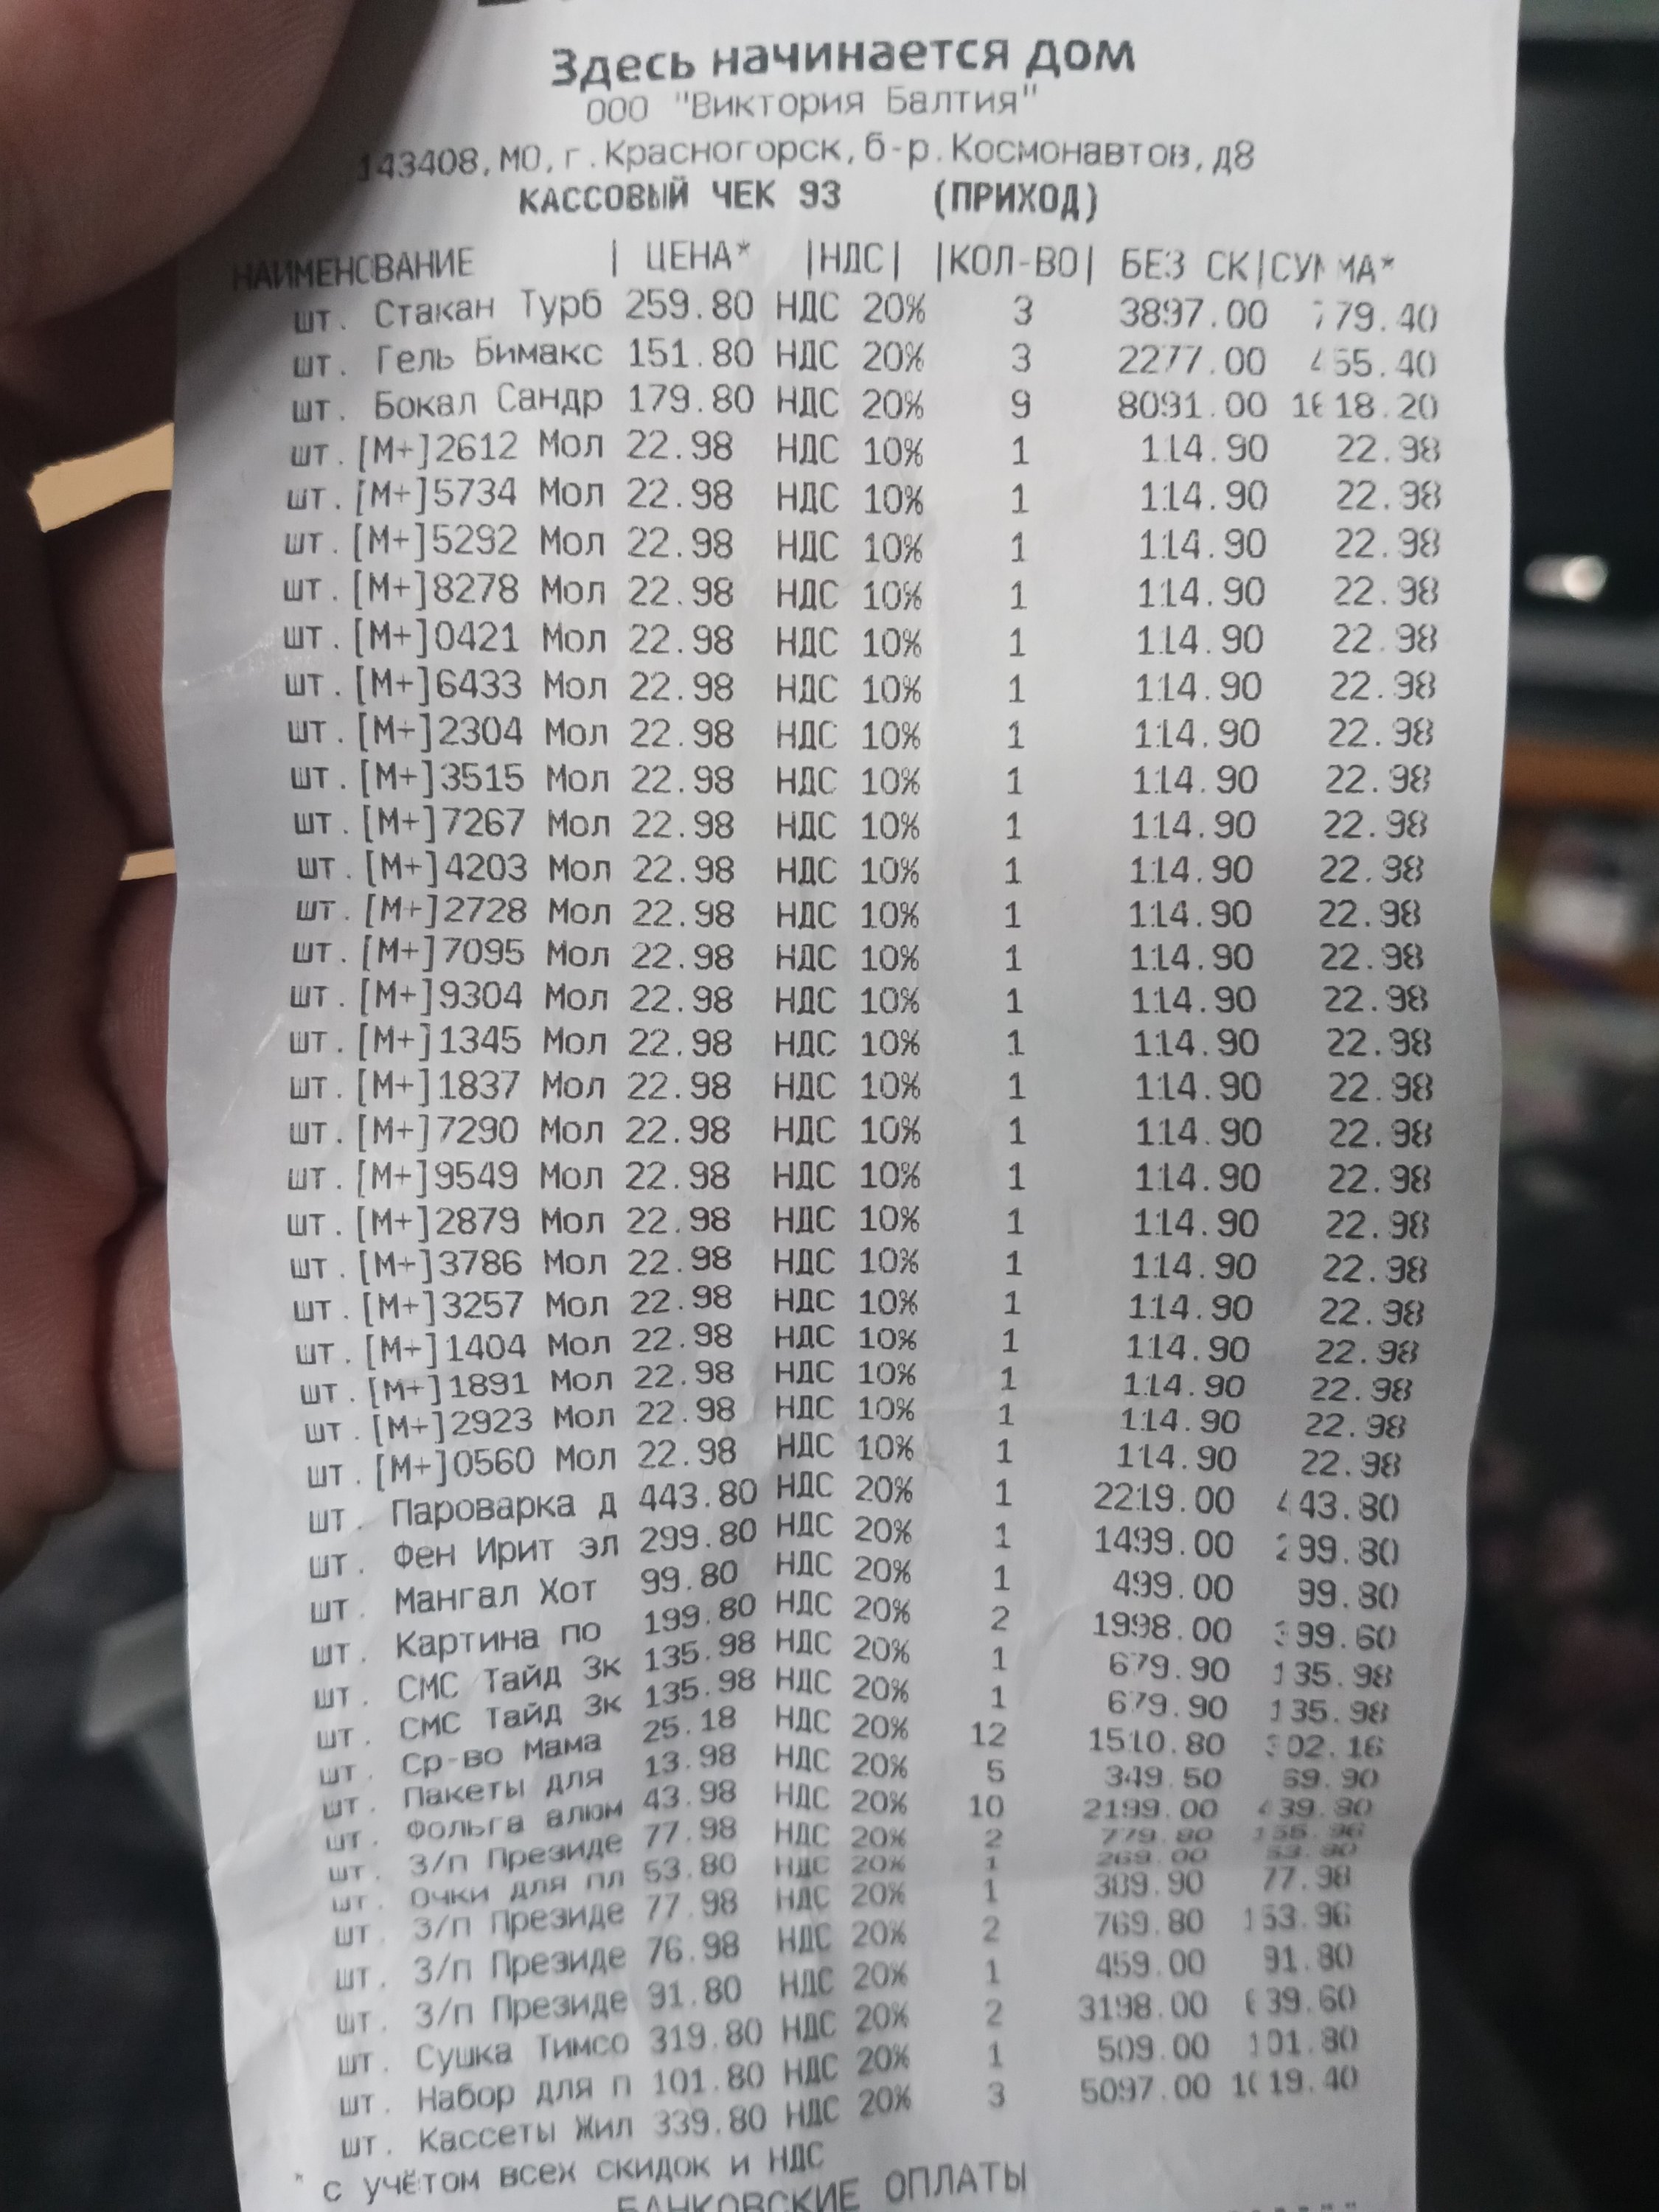 Здесь начинается дом
ООО "Виктория Балтия"
143408,МО,г.Красногорск,б-р.Космонавтов,д8
КАССОВЫЙ ЧЕК 93 (ПРИХОД)
НАИМЕНОВАНИЕ | ЦЕНА* |НДС| |КОЛ-ВО| БЕЗ СК|СУММА*
шт. Стакан Турб 259.80 НДС 20% 3 3897.00 779.40
шт. Гель Бимакс 151.80 НДС 20% 3 2277.00 455.40
шт. Бокал Сандр 179.80 НДС 20% 9 8091.00 1618.20
шт.[М+]2612 Мол 22.98 НДС 10% 1 114.90 22.98
шт.[М+]5734 Мол 22.98 НДС 10% 1 114.90 22.98
шт.[М+]5292 Мол 22.98 НДС 10% 1 114.90 22.98
шт.[М+]8278 Мол 22.98 НДС 10% 1 114.90 22.98
шт.[М+]0421 Мол 22.98 НДС 10% 1 114.90 22.98
шт.[М+]6433 Мол 22.98 НДС 10% 1 114.90 22.98
шт.[М+]2304 Мол 22.98 НДС 10% 1 114.90 22.98
шт.[М+]3515 Мол 22.98 НДС 10% 1 114.90 22.98
шт.[М+]7267 Мол 22.98 НДС 10% 1 114.90 22.98
шт.[М+]4203 Мол 22.98 НДС 10% 1 114.90 22.98
шт.[М+]2728 Мол 22.98 НДС 10% 1 114.90 22.98
шт.[М+]7095 Мол 22.98 НДС 10% 1 114.90 22.98
шт.[М+]9304 Мол 22.98 НДС 10% 1 114.90 22.98
шт.[М+]1345 Мол 22.98 НДС 10% 1 114.90 22.98
шт.[М+]1837 Мол 22.98 НДС 10% 1 114.90 22.98
шт.[М+]7290 Мол 22.98 НДС 10% 1 114.90 22.98
шт.[М+]9549 Мол 22.98 НДС 10% 1 114.90 22.98
шт.[М+]2879 Мол 22.98 НДС 10% 1 114.90 22.98
шт.[М+]3786 Мол 22.98 НДС 10% 1 114.90 22.98
шт.[М+]3257 Мол 22.98 НДС 10% 1 114.90 22.98
шт.[М+]1404 Мол 22.98 НДС 10% 1 114.90 22.98
шт.[М+]1891 Мол 22.98 НДС 10% 1 114.90 22.98
шт.[М+]2923 Мол 22.98 НДС 10% 1 114.90 22.98
шт.[М+]0560 Мол 22.98 НДС 10% 1 114.90 22.98
шт. Пароварка д 443.80 НДС 20% 1 2219.00 443.80
шт. Фен Ирит эл 299.80 НДС 20% 1 1499.00 299.80
шт. Мангал Хот 99.80 НДС 20% 1 499.00 99.80
шт. Картина по 199.80 НДС 20% 2 1998.00 399.60
шт. СМС Тайд 3к 135.98 НДС 20% 1 679.90 135.98
шт. СМС Тайд 3к 135.98 НДС 20% 1 679.90 135.98
шт. Ср-во Мама 25.18 НДС 20% 12 1510.80 302.16
шт. Пакеты для 13.98 НДС 20% 5 349.50 69.90
шт. Фольга алюм 43.98 НДС 20% 10 2199.00 439.80
шт. З/п Президе 77.98 НДС 20% 2 779.80 155.96
шт. Очки для пл 53.80 НДС 20% 1 269.00 53.80
шт. З/п Президе 77.98 НДС 20% 1 389.90 77.98
шт. З/п Президе 76.98 НДС 20% 2 769.80 153.96
шт. З/п Президе 91.80 НДС 20% 1 459.00 91.80
шт. Сушка Тимсо 319.80 НДС 20% 2 3198.00 639.60
шт. Набор для п 101.80 НДС 20% 1 509.00 101.80
шт. Кассеты Жил 339.80 НДС 20% 3 5097.00 1019.40
* с учётом всех скидок и НДС
БАНКОВСКИЕ ОПЛАТЫ